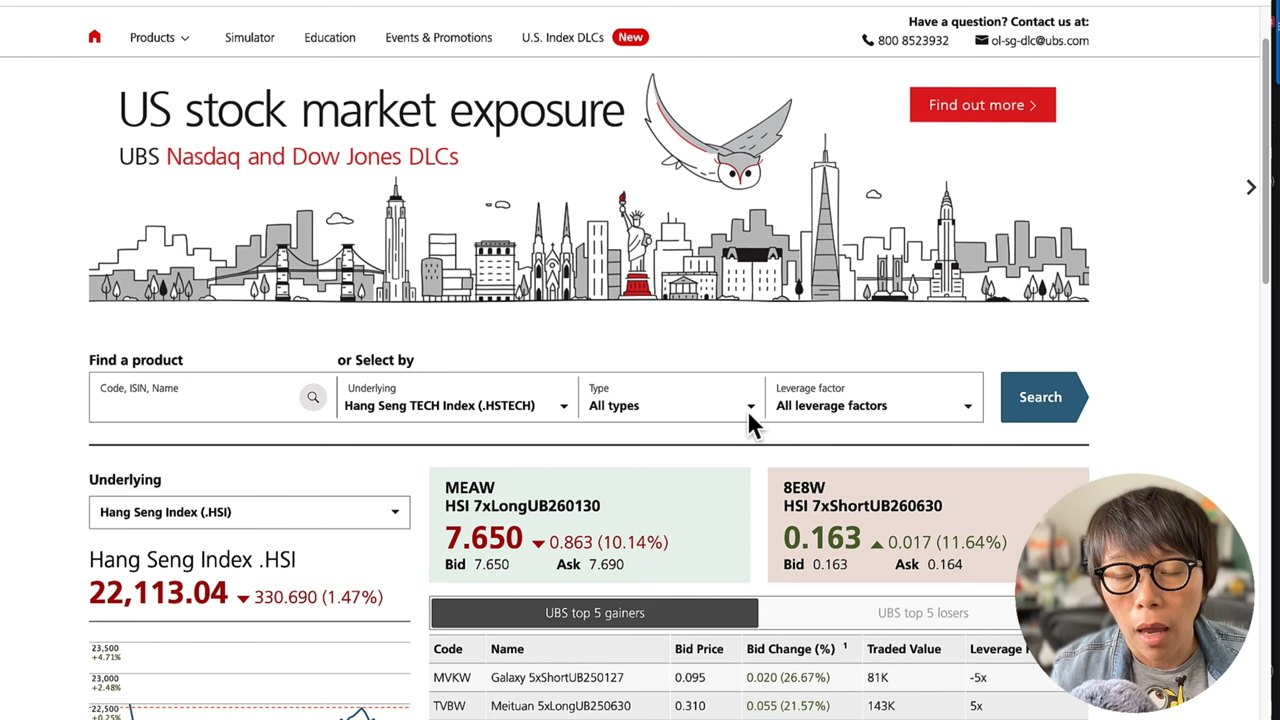 Products
Simulator
Education
Events & Promotions
U.S. Index DLCs
New
Have a question? Contact us at:
800 8523932
ol-sg-dlc@ubs.com
US stock market exposure
UBS Nasdaq and Dow Jones DLCs
Find out more
Find a product
or Select by
Code, ISIN, Name
Underlying
Hang Seng TECH Index (.HSTECH)
Type
All types
Leverage factor
All leverage factors
Search
Underlying
Hang Seng Index (.HSI)
Hang Seng Index .HSI
22,113.04 330.690 (1.47%)
23,500
+4.71%
23,000
+2.48%
22,500
+0.25%
MEAW
HSI 7xLongUB260130
7.650 0.863 (10.14%)
Bid 7.650 Ask 7.690
8E8W
HSI 7xShortUB260630
0.163 0.017 (11.64%)
Bid 0.163 Ask 0.164
UBS top 5 gainers
UBS top 5 losers
Code Name Bid Price Bid Change (%) 1 Traded Value Leverage
MVKW Galaxy 5xShortUB250127 0.095 0.020 (26.67%) 81K -5x
TVBW Meituan 5xLongUB250630 0.310 0.055 (21.57%) 143K 5x